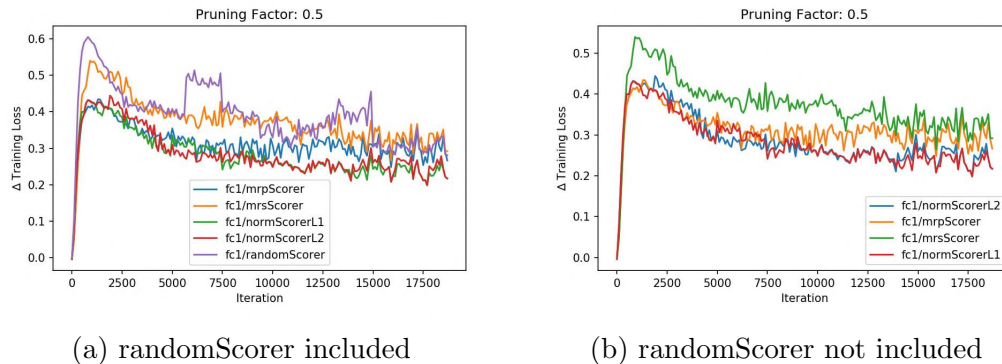 Pruning Factor: 0.5
Δ Training Loss
0.6
0.5
0.4
0.3
0.2
0.1
0.0
fc1/mrpScorer
fc1/mrsScorer
fc1/normScorerL1
fc1/normScorerL2
fc1/randomScorer
0 2500 5000 7500 10000 12500 15000 17500
Iteration
(a) randomScorer included
Pruning Factor: 0.5
Δ Training Loss
0.5
0.4
0.3
0.2
0.1
0.0
fc1/normScorerL2
fc1/mrpScorer
fc1/mrsScorer
fc1/normScorerL1
0 2500 5000 7500 10000 12500 15000 17500
Iteration
(b) randomScorer not included